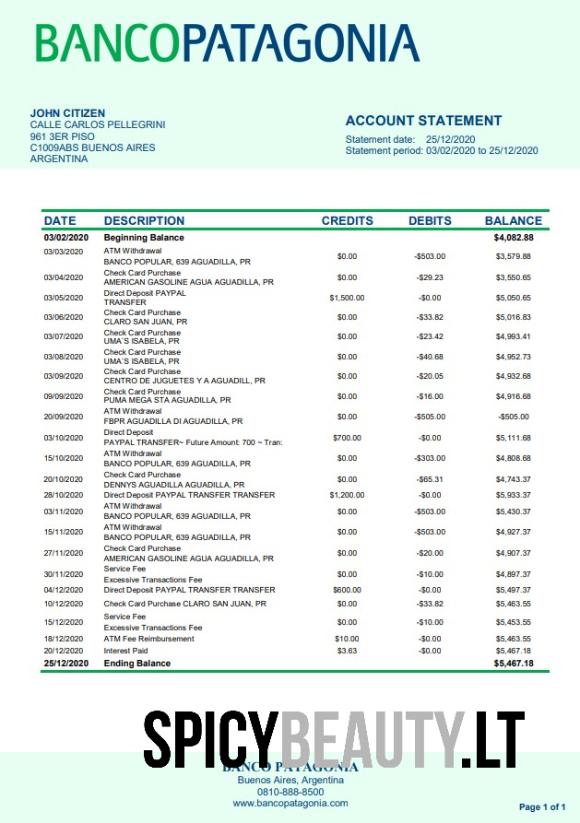 BANCOPATAGONIA
JOHN CITIZEN
CALLE CARLOS PELLEGRINI
961 3ER PISO
C1009ABS BUENOS AIRES
ARGENTINA
ACCOUNT STATEMENT
Statement date: 25/12/2020
Statement period: 03/02/2020 to 25/12/2020
DATE DESCRIPTION CREDITS DEBITS BALANCE
03/02/2020 Beginning Balance $4,082.88
03/03/2020 ATM Withdrawal
BANCO POPULAR, 639 AGUADILLA, PR $0.00 -$503.00 $3,579.88
03/04/2020 Check Card Purchase
AMERICAN GASOLINE AGUA AGUADILLA, PR $0.00 -$29.23 $3,550.65
03/05/2020 Direct Deposit PAYPAL
TRANSFER $1,500.00 -$0.00 $5,050.65
03/06/2020 Check Card Purchase
CLARO SAN JUAN, PR $0.00 -$33.82 $5,016.83
03/07/2020 Check Card Purchase
UMA`S ISABELA, PR $0.00 -$23.42 $4,993.41
03/08/2020 Check Card Purchase
UMA`S ISABELA, PR $0.00 -$40.68 $4,952.73
03/09/2020 Check Card Purchase
CENTRO DE JUGUETES Y A AGUADILL, PR $0.00 -$20.05 $4,932.68
09/09/2020 Check Card Purchase
PUMA MEGA STA AGUADILLA, PR $0.00 -$16.00 $4,916.68
20/09/2020 ATM Withdrawal
FBPR AGUADILLA DI AGUADILLA, PR $0.00 -$505.00 -$505.00
03/10/2020 Direct Deposit
PAYPAL TRANSFER~ Future Amount: 700 ~ Tran: $700.00 -$0.00 $5,111.68
15/10/2020 ATM Withdrawal
BANCO POPULAR, 639 AGUADILLA, PR $0.00 -$303.00 $4,808.68
20/10/2020 Check Card Purchase
DENNYS AGUADILLA AGUADILLA, PR $0.00 -$65.31 $4,743.37
28/10/2020 Direct Deposit PAYPAL TRANSFER TRANSFER $1,200.00 -$0.00 $5,933.37
03/11/2020 ATM Withdrawal
BANCO POPULAR, 639 AGUADILLA, PR $0.00 -$503.00 $5,430.37
15/11/2020 ATM Withdrawal
BANCO POPULAR, 639 AGUADILLA, PR $0.00 -$503.00 $4,927.37
27/11/2020 Check Card Purchase
AMERICAN GASOLINE AGUA AGUADILLA, PR $0.00 -$20.00 $4,907.37
30/11/2020 Service Fee
Excessive Transactions Fee $0.00 -$10.00 $4,897.37
04/12/2020 Direct Deposit PAYPAL TRANSFER TRANSFER $600.00 -$0.00 $5,497.37
10/12/2020 Check Card Purchase CLARO SAN JUAN, PR $0.00 -$33.82 $5,463.55
15/12/2020 Service Fee
Excessive Transactions Fee $0.00 -$10.00 $5,453.55
18/12/2020 ATM Fee Reimbursement $10.00 -$0.00 $5,463.55
20/12/2020 Interest Paid $3.63 -$0.00 $5,467.18
25/12/2020 Ending Balance $5,467.18
SPICYBEAUTY.LT
BANCO PATAGONIA
Buenos Aires, Argentina
0810-888-8500
www.bancopatagonia.com
Page 1 of 1